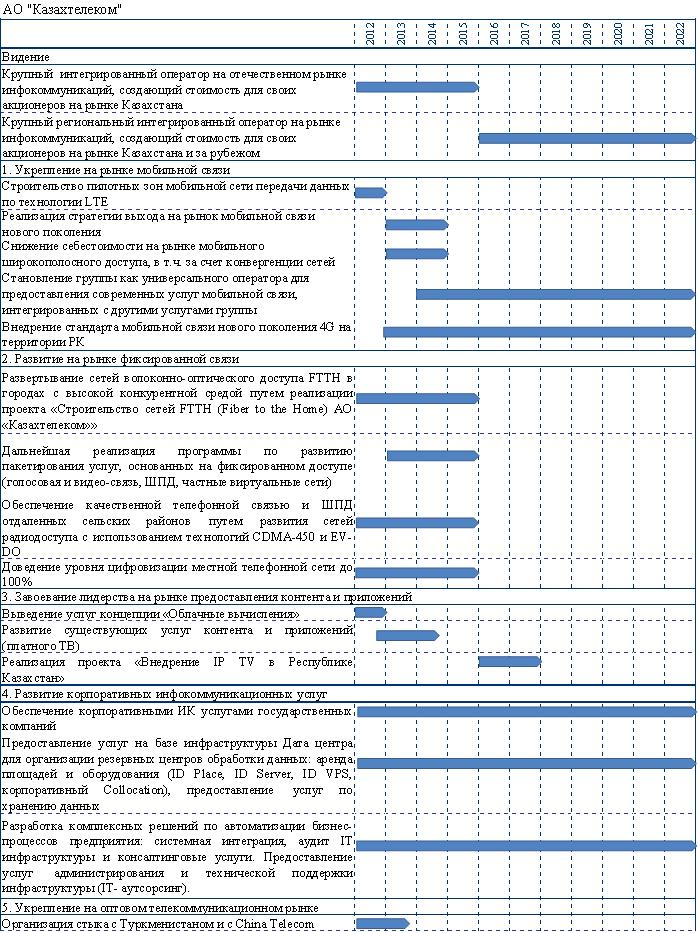 АО "Казахтелеком"
2012 2013 2014 2015 2016 2017 2018 2019 2020 2021 2022
Видение
Крупный интегрированный оператор на отечественном рынке
инфокоммуникаций, создающий стоимость для своих
акционеров на рынке Казахстана
Крупный региональный интегрированный оператор на рынке
инфокоммуникаций, создающий стоимость для своих
акционеров на рынке Казахстана и за рубежом
1. Укрепление на рынке мобильной связи
Строительство пилотных зон мобильной сети передачи данных
по технологии LTE
Реализация стратегии выхода на рынок мобильной связи
нового поколения
Снижение себестоимости на рынке мобильного
широкополосного доступа, в т.ч. за счет конвергенции сетей
Становление группы как универсального оператора для
предоставления современных услуг мобильной связи,
интегрированных с другими услугами группы
Внедрение стандарта мобильной связи нового поколения 4G на
территории РК
2. Развитие на рынке фиксированной связи
Развертывание сетей волоконно-оптического доступа FTTH в
городах с высокой конкурентной средой путем реализации
проекта «Строительство сетей FTTH (Fiber to the Home) АО
«Казахтелеком»»
Дальнейшая реализация программы по развитию
пакетирования услуг, основанных на фиксированном доступе
(голосовая и видео-связь, ШПД, частные виртуальные сети)
Обеспечение качественной телефонной связью и ШПД
отдаленных сельских районов путем развития сетей
радиодоступа с использованием технологий CDMA-450 и EV-
DO
Доведение уровня цифровизации местной телефонной сети до
100%
3. Завоевание лидерства на рынке предоставления контента и приложений
Выведение услуг концепции «Облачные вычисления»
Развитие существующих услуг контента и приложений
(платного ТВ)
Реализация проекта «Внедрение IP TV в Республике
Казахстан»
4. Развитие корпоративных инфокоммуникационных услуг
Обеспечение корпоративными ИК услугами государственных
компаний
Предоставление услуг на базе инфраструктуры Дата центра
для организации резервных центров обработки данных: аренда
площадей и оборудования (ID Place, ID Server, ID VPS,
корпоративный Collocation), предоставление услуг по
хранению данных
Разработка комплексных решений по автоматизации бизнес-
процессов предприятия: системная интеграция, аудит IT
инфраструктуры и консалтинговые услуги. Предоставление
услуг администрирования и технической поддержки
инфраструктуры (IT- аутсорсинг).
5. Укрепление на оптовом телекоммуникационном рынке
Организация стыка с Туркменистаном и с China Telecom